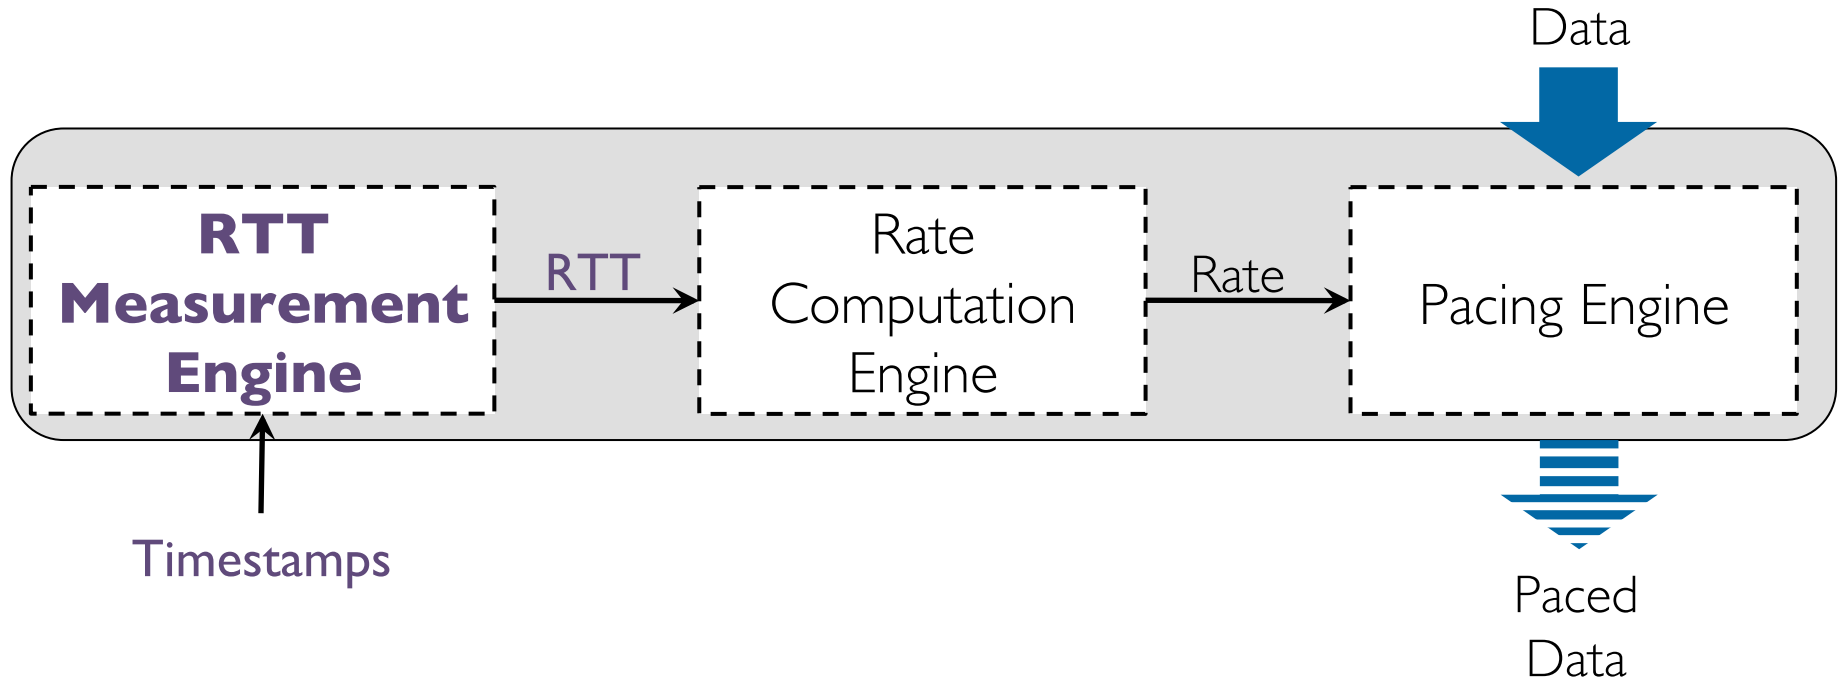 Data
RTT
Measurement
Engine
RTT
Rate
Computation
Engine
Rate
Pacing Engine
Timestamps
Paced
Data